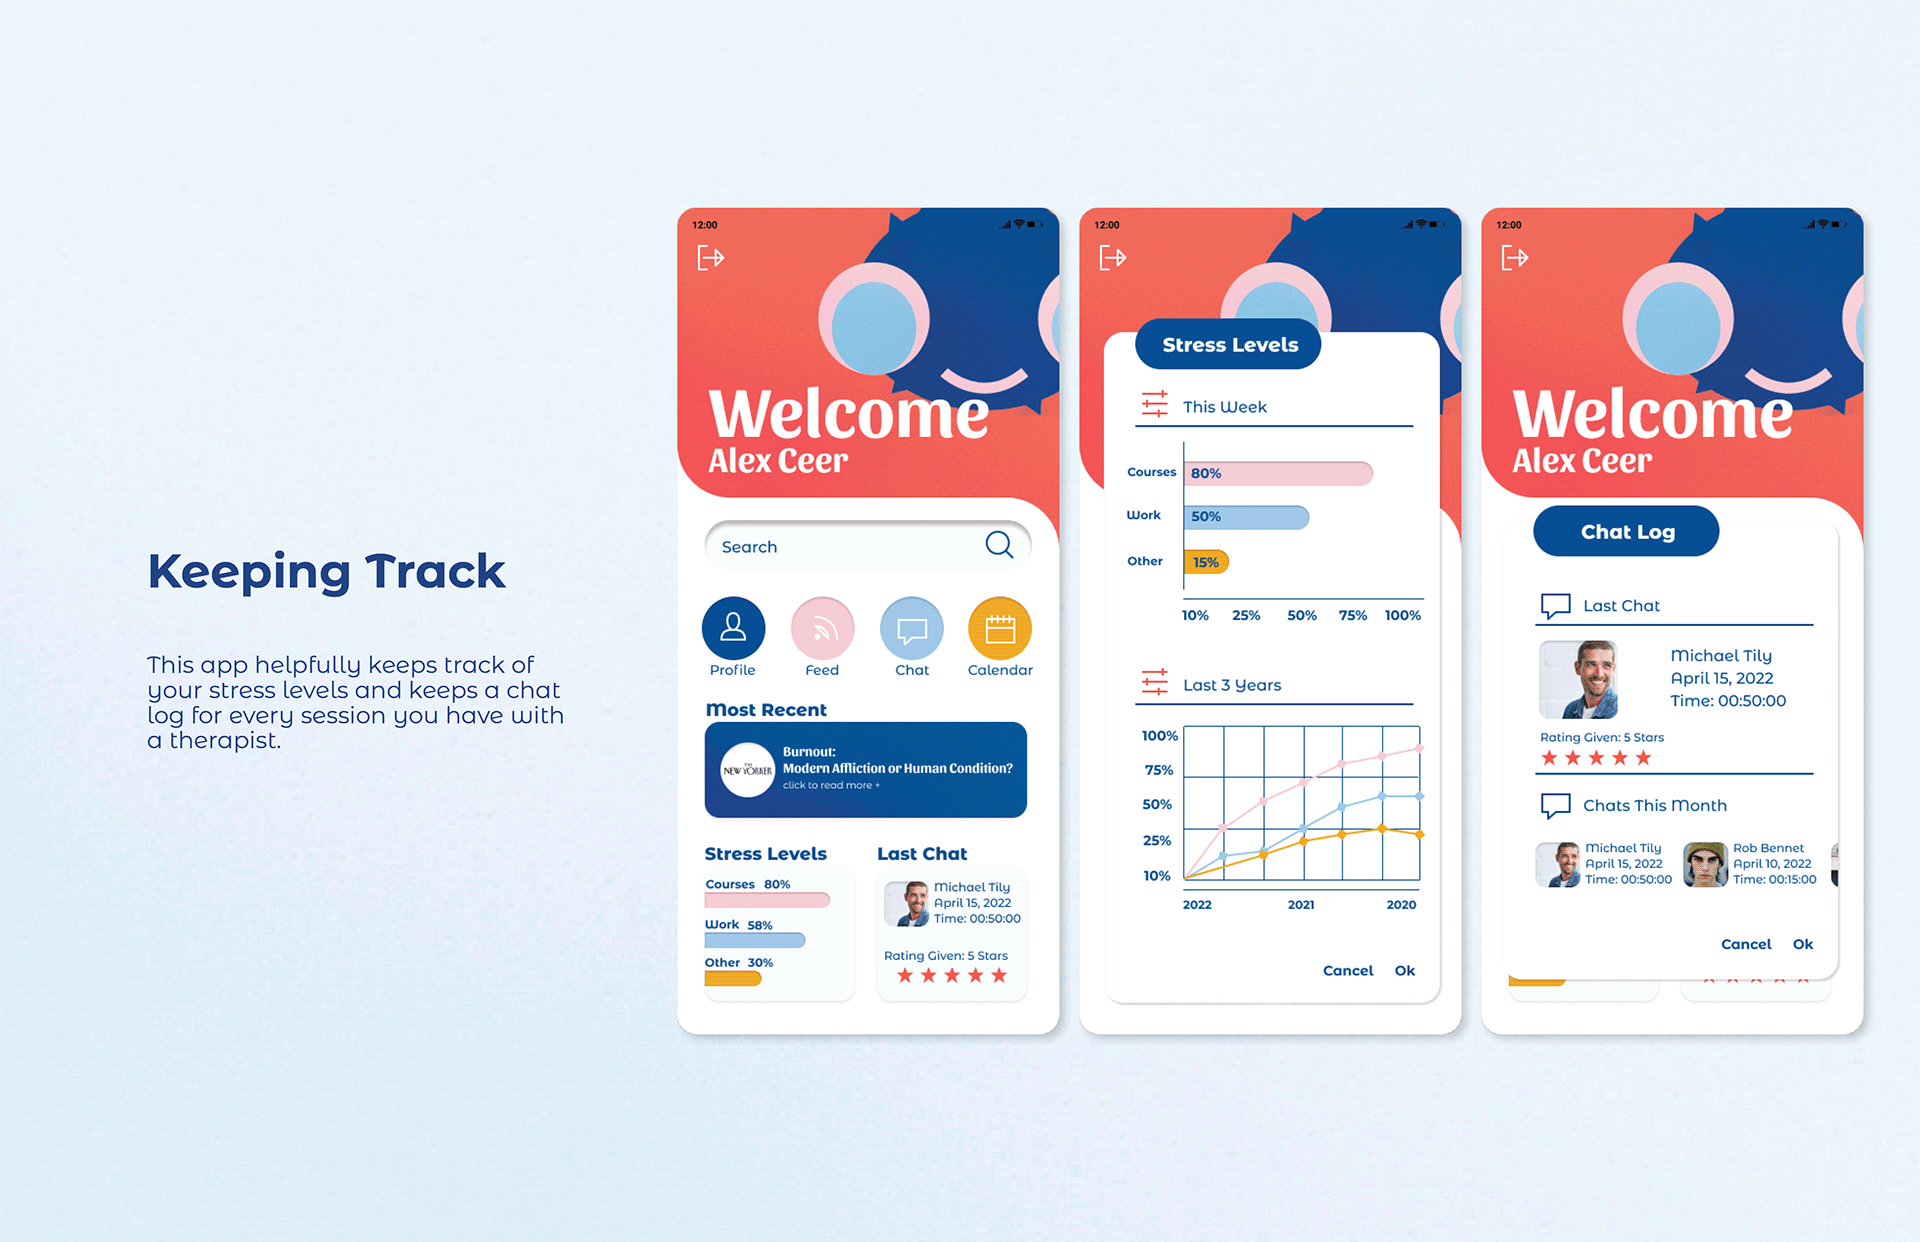 Keeping Track
This app helpfully keeps track of
your stress levels and keeps a chat
log for every session you have with
a therapist.
12:00
Welcome
Alex Ceer
Search
Profile
Feed
Chat
Calendar
Most Recent
THE
NEW YORKER
Burnout:
Modern Affliction or Human Condition?
click to read more +
Stress Levels
Courses 80%
Work 58%
Other 30%
Last Chat
Michael Tily
April 15, 2022
Time: 00:50:00
Rating Given: 5 Stars
12:00
Stress Levels
This Week
Courses 80%
Work 50%
Other 15%
10% 25% 50% 75% 100%
Last 3 Years
100%
75%
50%
25%
10%
2022 2021 2020
Cancel Ok
12:00
Welcome
Alex Ceer
Chat Log
Last Chat
Michael Tily
April 15, 2022
Time: 00:50:00
Rating Given: 5 Stars
Chats This Month
Michael Tily
April 15, 2022
Time: 00:50:00
Rob Bennet
April 10, 2022
Time: 00:15:00
Cancel Ok